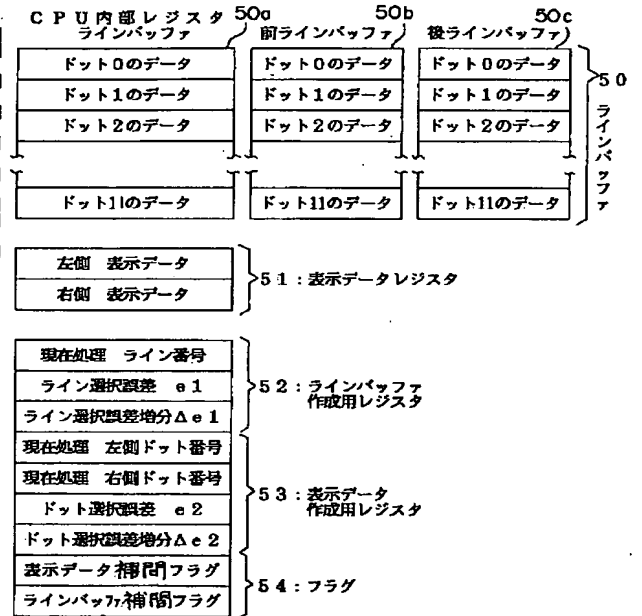 50a 50b 50c
CPU内部レジスタ
ラインバッファ 前ラインバッファ 後ラインバッファ
ドット0のデータ ドット0のデータ ドット0のデータ
ドット1のデータ ドット1のデータ ドット1のデータ
ドット2のデータ ドット2のデータ ドット2のデータ
ドット11のデータ ドット11のデータ ドット11のデータ
50
ラインバッファ
左側 表示データ
右側 表示データ
51:表示データレジスタ
現在処理 ライン番号
ライン選択誤差 e1
ライン選択誤差増分Δe1
52:ラインバッファ
作成用レジスタ
現在処理 左側ドット番号
現在処理 右側ドット番号
ドット選択誤差 e2
ドット選択誤差増分Δe2
53:表示データ
作成用レジスタ
表示データ補間フラグ
ラインバッファ補間フラグ
54:フラグ